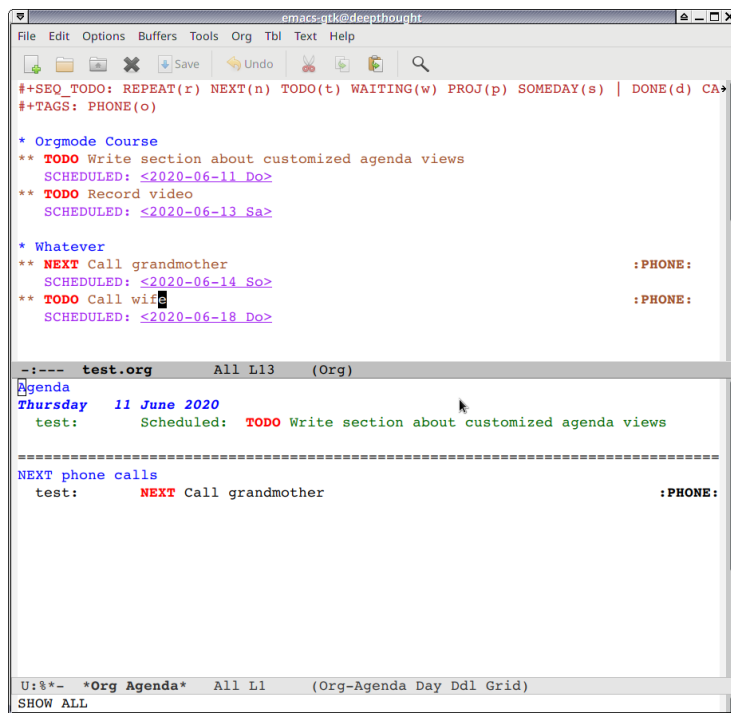 emacs-gtk@deepthought
File Edit Options Buffers Tools Org Tbl Text Help
Save Undo
#+SEQ_TODO: REPEAT(r) NEXT(n) TODO(t) WAITING(w) PROJ(p) SOMEDAY(s) | DONE(d) CA
#+TAGS: PHONE(o)
* Orgmode Course
** TODO Write section about customized agenda views
SCHEDULED: <2020-06-11 Do>
** TODO Record video
SCHEDULED: <2020-06-13 Sa>
* Whatever
** NEXT Call grandmother :PHONE:
SCHEDULED: <2020-06-14 So>
** TODO Call wife :PHONE:
SCHEDULED: <2020-06-18 Do>
-:--- test.org All L13 (Org)
Agenda
Thursday 11 June 2020
test: Scheduled: TODO Write section about customized agenda views
================================================================================
NEXT phone calls
test: NEXT Call grandmother :PHONE:
U:%*- *Org Agenda* All L1 (Org-Agenda Day Ddl Grid)
SHOW ALL